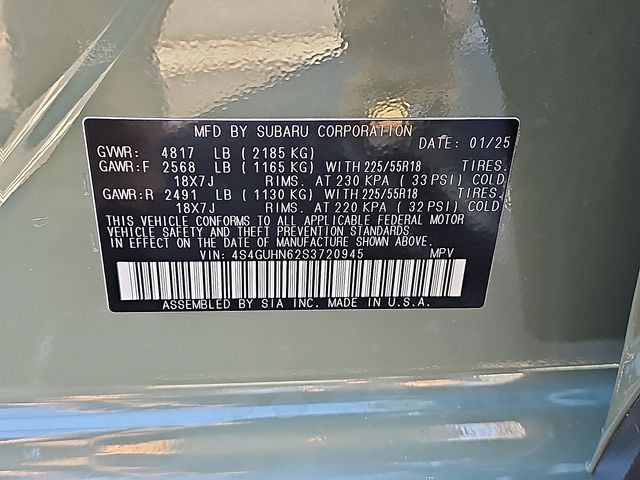 MFD BY SUBARU CORPORATION
DATE: 01/25
GVWR: 4817 LB ( 2185 KG)
GAWR: F 2568 LB ( 1165 KG) WITH 225/55R18 TIRES.
18X7J RIMS. AT 230 KPA ( 33 PSI) COLD
GAWR: R 2491 LB ( 1130 KG) WITH 225/55R18 TIRES.
18X7J RIMS. AT 220 KPA ( 32 PSI) COLD
THIS VEHICLE CONFORMS TO ALL APPLICABLE FEDERAL MOTOR
VEHICLE SAFETY AND THEFT PREVENTION STANDARDS
IN EFFECT ON THE DATE OF MANUFACTURE SHOWN ABOVE.
VIN: 4S4GUHN62S3720945 MPV
ASSEMBLED BY SIA INC. MADE IN U.S.A.